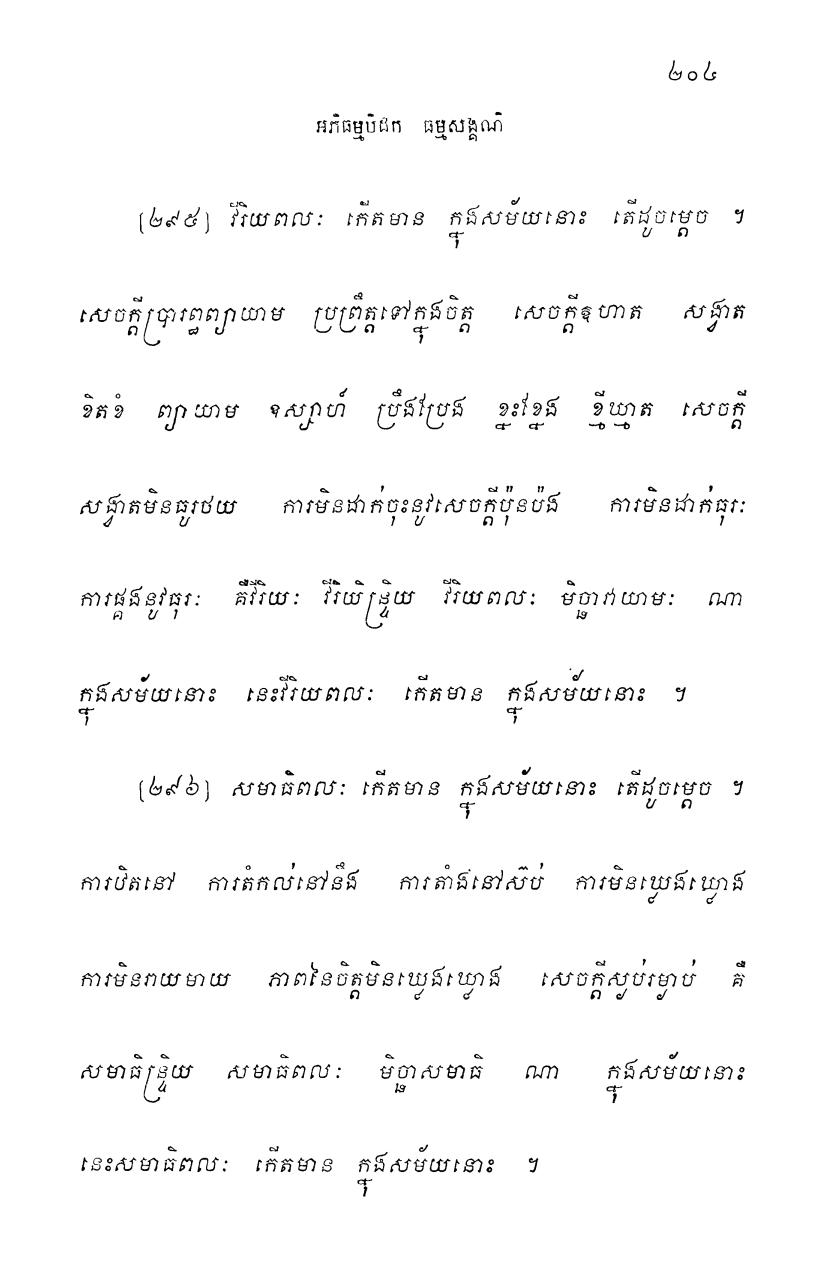 ២០៤
អភិធម្មបិដក ធម្មសង្គណិ
[២៩៥] វីរិយពលៈ កើតមាន ក្នុងសម័យនោះ តើដូចម្តេច ។
សេចក្តីប្រារព្ធព្យាយាម ប្រព្រឹត្តទៅក្នុងចិត្ត សេចក្តីឧហាត សង្វាត
ខិតខំ ព្យាយាម ឧស្សាហ៍ ប្រឹងប្រែង ខ្នះខ្នែង ខ្មីឃ្មាត សេចក្តី
សង្វាតមិនធូរថយ ការមិនដាក់ចុះនូវសេចក្តីប៉ុនប៉ង ការមិនដាក់ធុរៈ
ការផ្គងនូវធុរៈ គឺវីរិយៈ វីរិយិន្ទ្រិយ វីរិយពលៈ មិច្ឆាវាយាមៈ ណា
ក្នុងសម័យនោះ នេះវីរិយពលៈ កើតមាន ក្នុងសម័យនោះ ។
[២៩៦] សមាធិពលៈ កើតមាន ក្នុងសម័យនោះ តើដូចម្តេច ។
ការឋិតនៅ ការតំកល់នៅនឹង ការតាំងនៅស៊ប់ ការមិនឃ្លេងឃ្លោង
ការមិនរាយមាយ ភាពនៃចិត្តមិនឃ្លេងឃ្លោង សេចក្តីស្ងប់រម្ងាប់ គឺ
សមាធិន្ទ្រិយ សមាធិពលៈ មិច្ឆាសមាធិ ណា ក្នុងសម័យនោះ
នេះសមាធិពលៈ កើតមាន ក្នុងសម័យនោះ ។